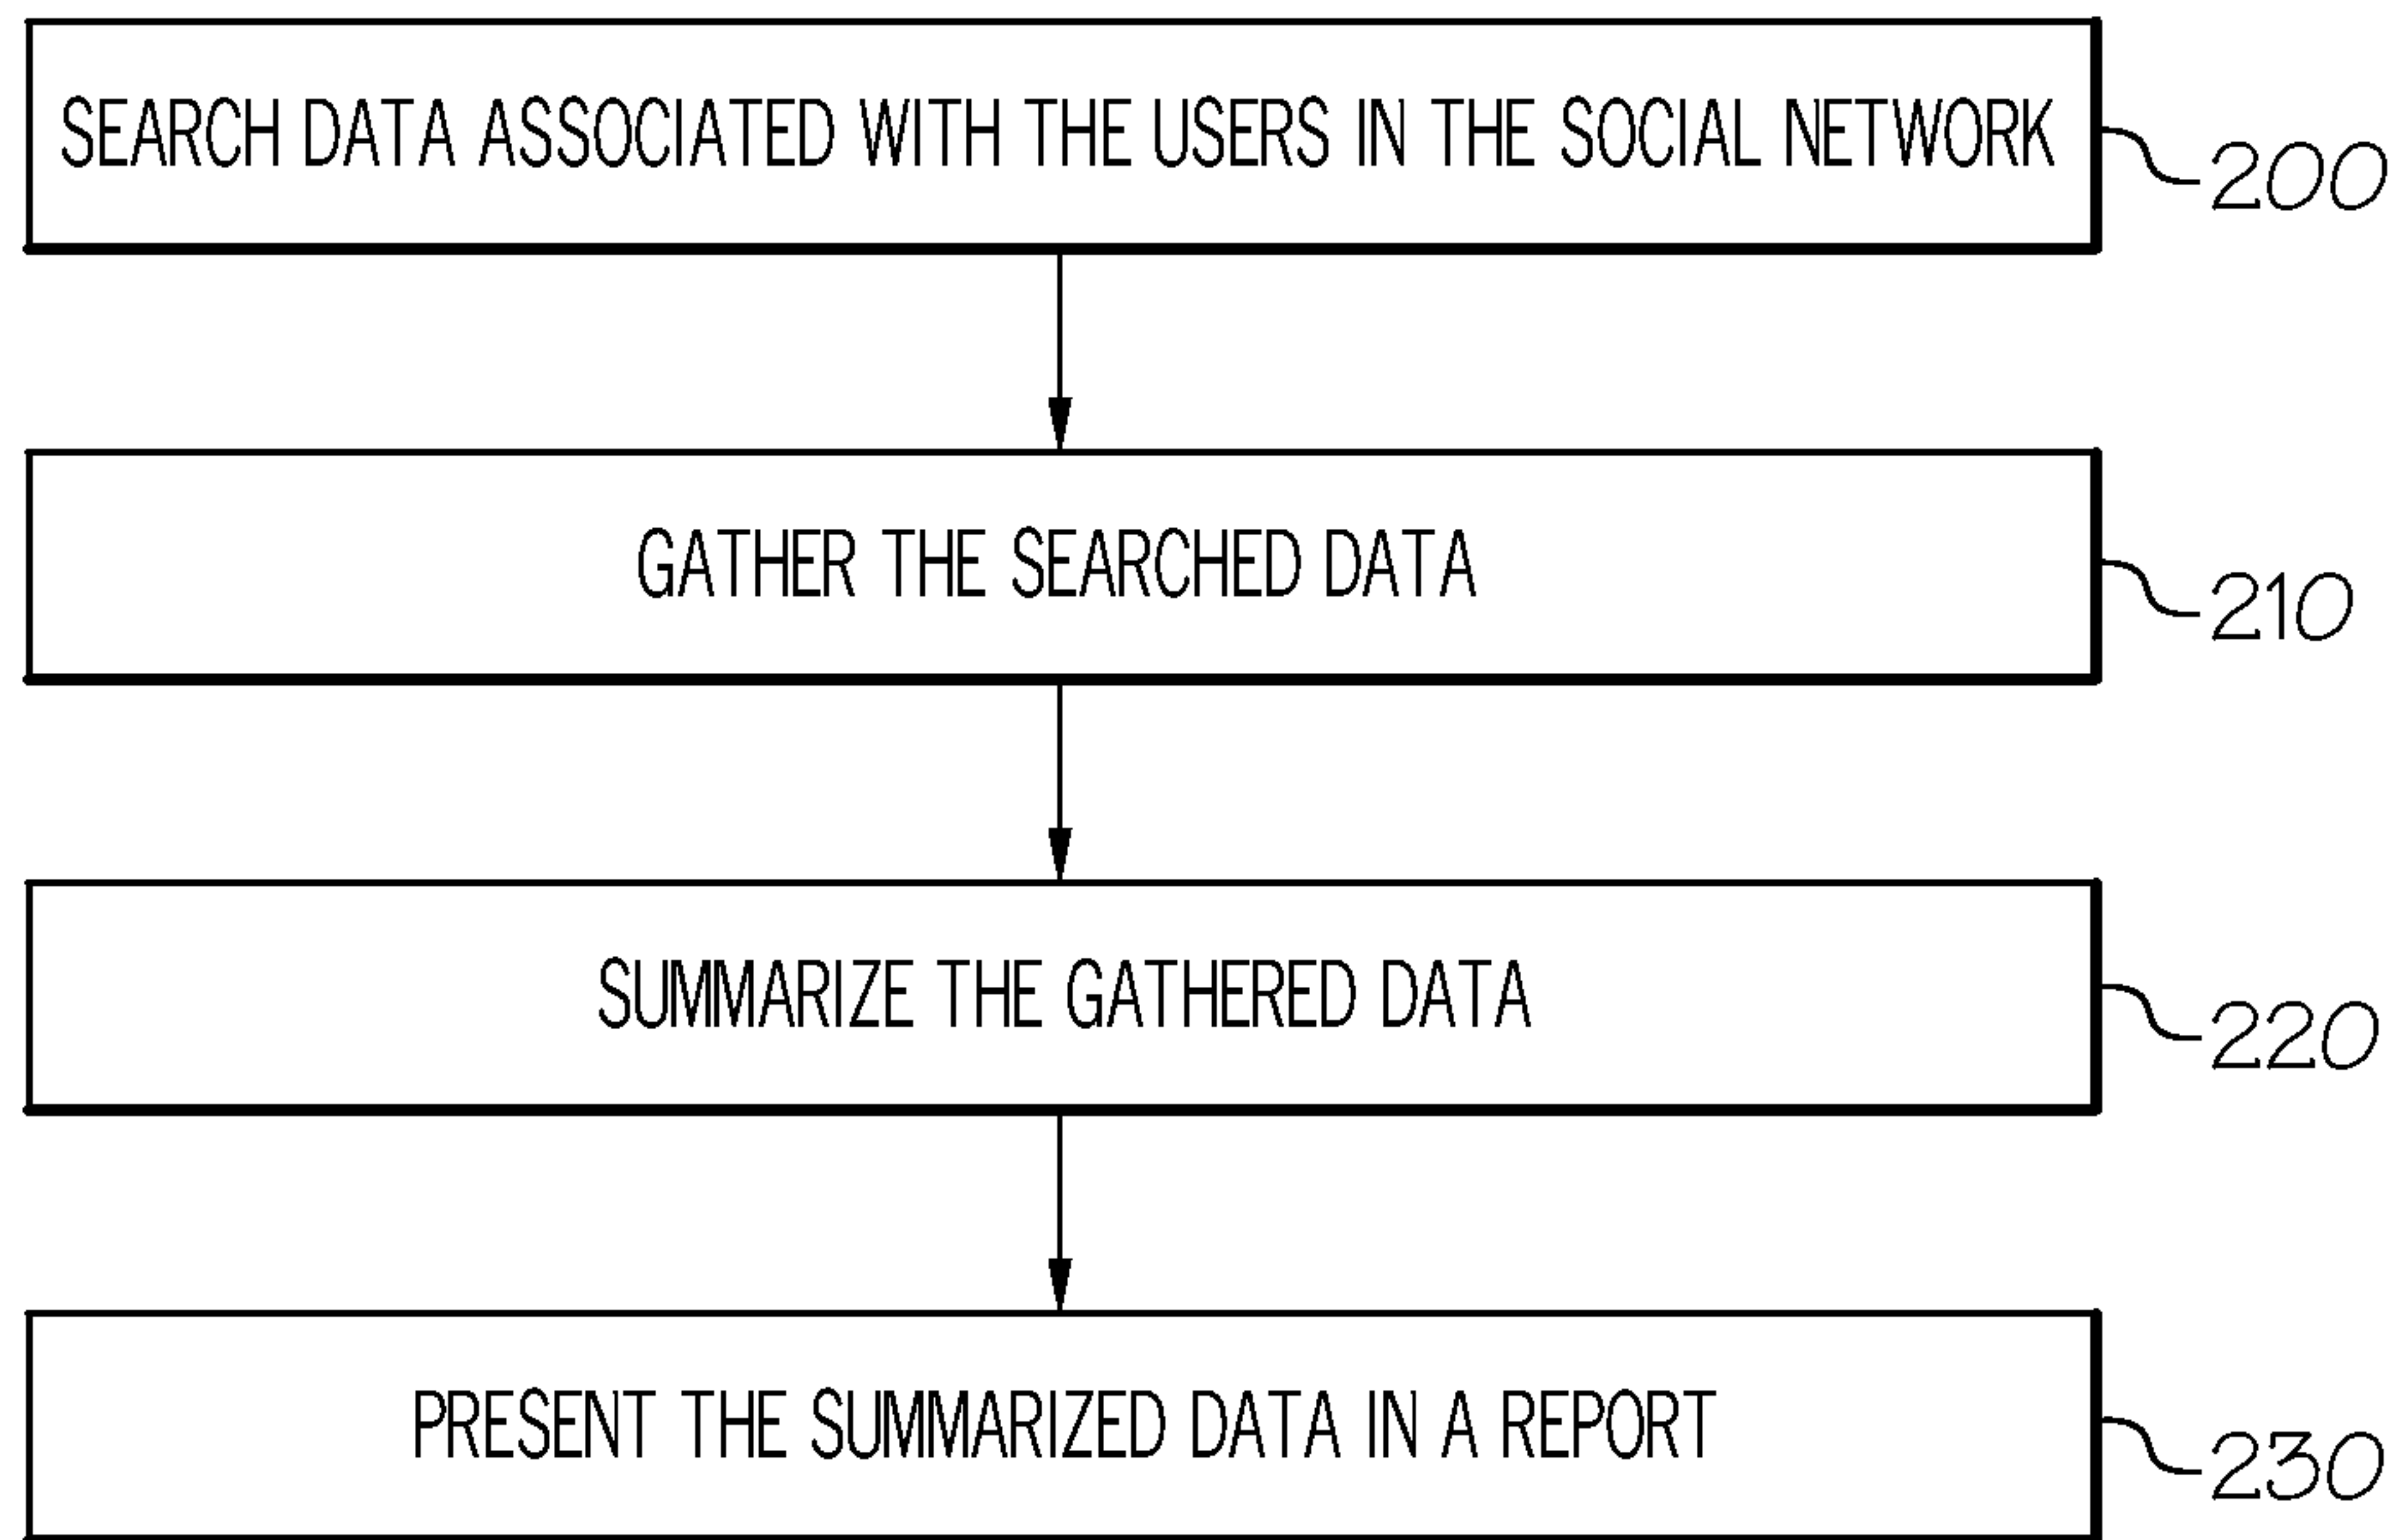 SEARCH DATA ASSOCIATED WITH THE USERS IN THE SOCIAL NETWORK
200
GATHER THE SEARCHED DATA
210
SUMMARIZE THE GATHERED DATA
220
PRESENT THE SUMMARIZED DATA IN A REPORT
230